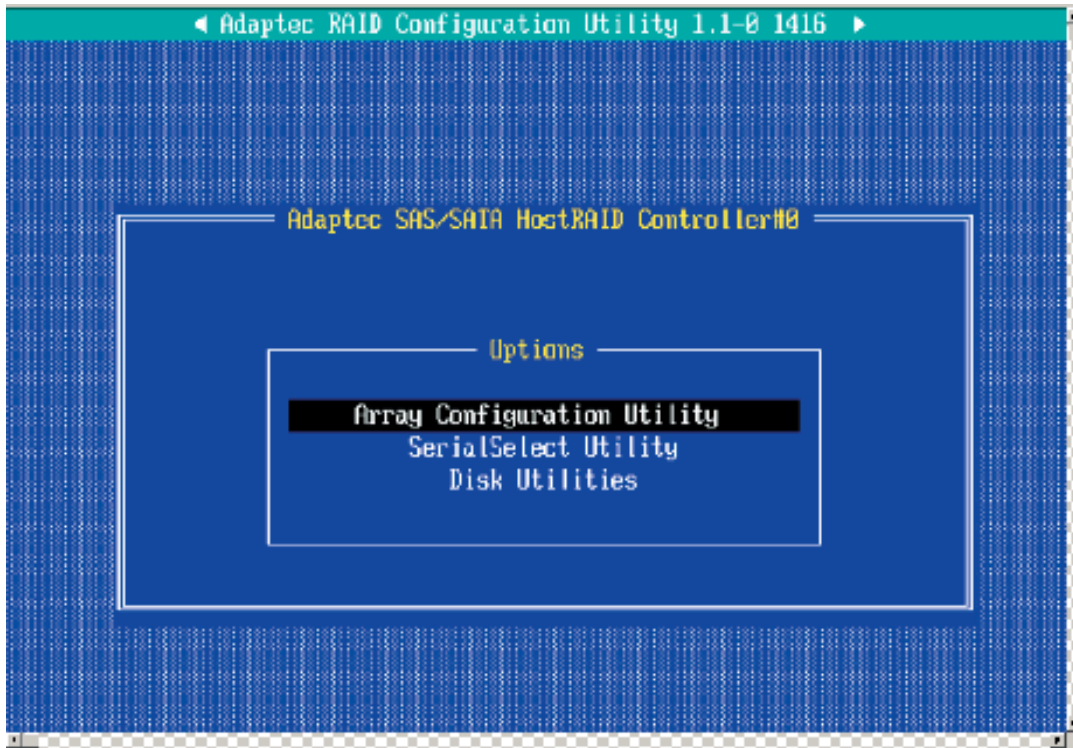 ◄ Adaptec RAID Configuration Utility 1.1-0 1416 ►
Adaptec SAS/SATA HostRAID Controller#0
Options
Array Configuration Utility
SerialSelect Utility
Disk Utilities